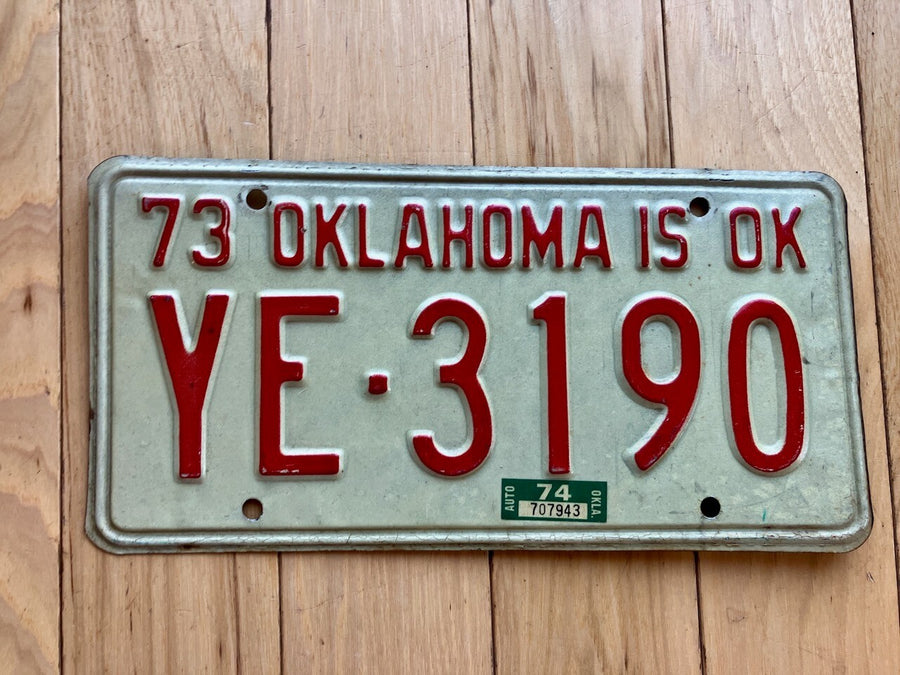 73 OKLAHOMA IS OK
YE·3190
AUTO 74 OKLA.
707943